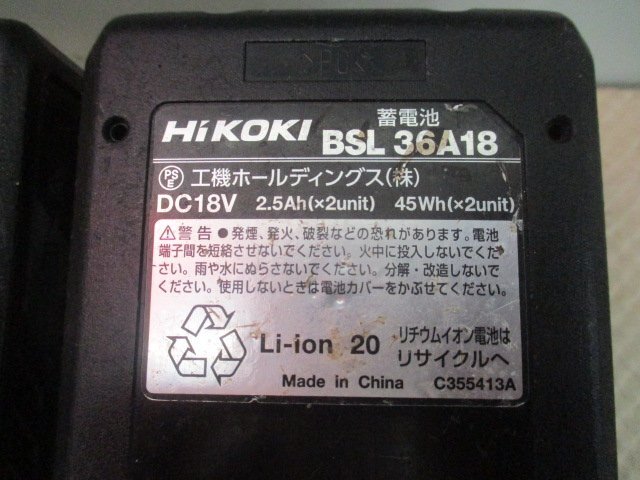 >PC<
蓄電池
HiKOKI BSL 36A18
PSE 工機ホールディングス(株)
DC18V 2.5Ah(×2unit) 45Wh(×2unit)
⚠警告 ●発煙、発火、破裂などの恐れがあります。電池
端子間を短絡させないでください。火中に投入しないでくだ
さい。雨や水にぬらさないでください。分解・改造しないで
ください。使用しないときは電池カバーをかぶせてください。
Li-ion 20 リチウムイオン電池は
リサイクルへ
Made in China C355413A